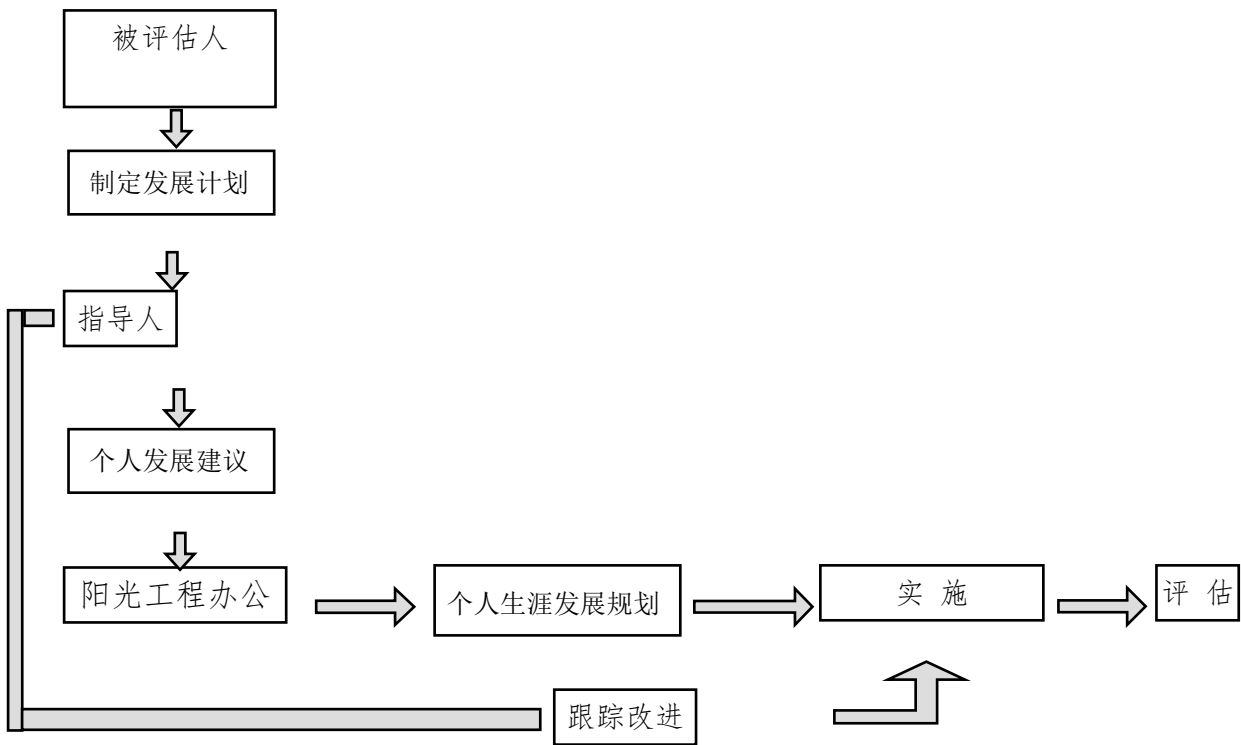 被评估人
制定发展计划
指导人
个人发展建议
阳光工程办公
个人生涯发展规划
实 施
评 估
跟踪改进